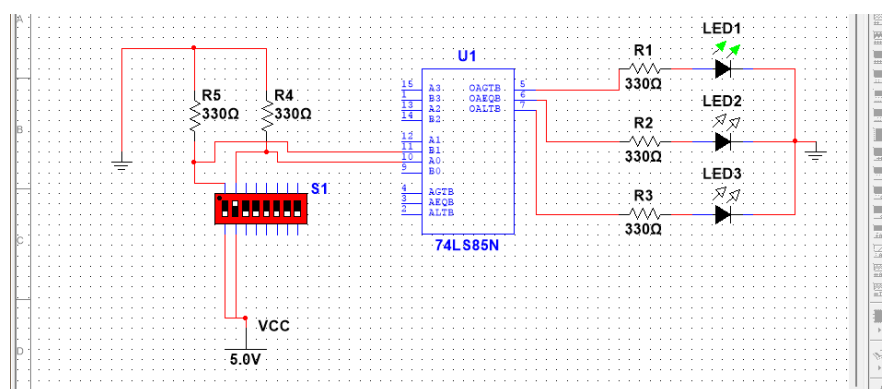 A
B
C
D
R5
330Ω
R4
330Ω
S1
VCC
5.0V
U1
15 A3 OAGTB 5
1 B3 OAEQB 6
13 A2 OALTB 7
14 B2
12 A1
11 B1
10 A0
9 B0
4 AGTB
3 AEQB
2 ALTB
74LS85N
R1
330Ω
LED1
R2
330Ω
LED2
R3
330Ω
LED3